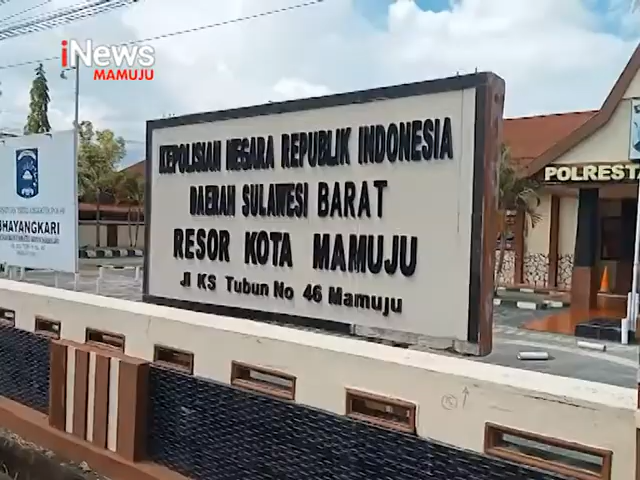 iNews
MAMUJU
KEPOLISIAN NEGARA REPUBLIK INDONESIA
DAERAH SULAWESI BARAT
RESOR KOTA MAMUJU
Jl KS Tubun No 46 Mamuju
BHAYANGKARI
POLRESTA